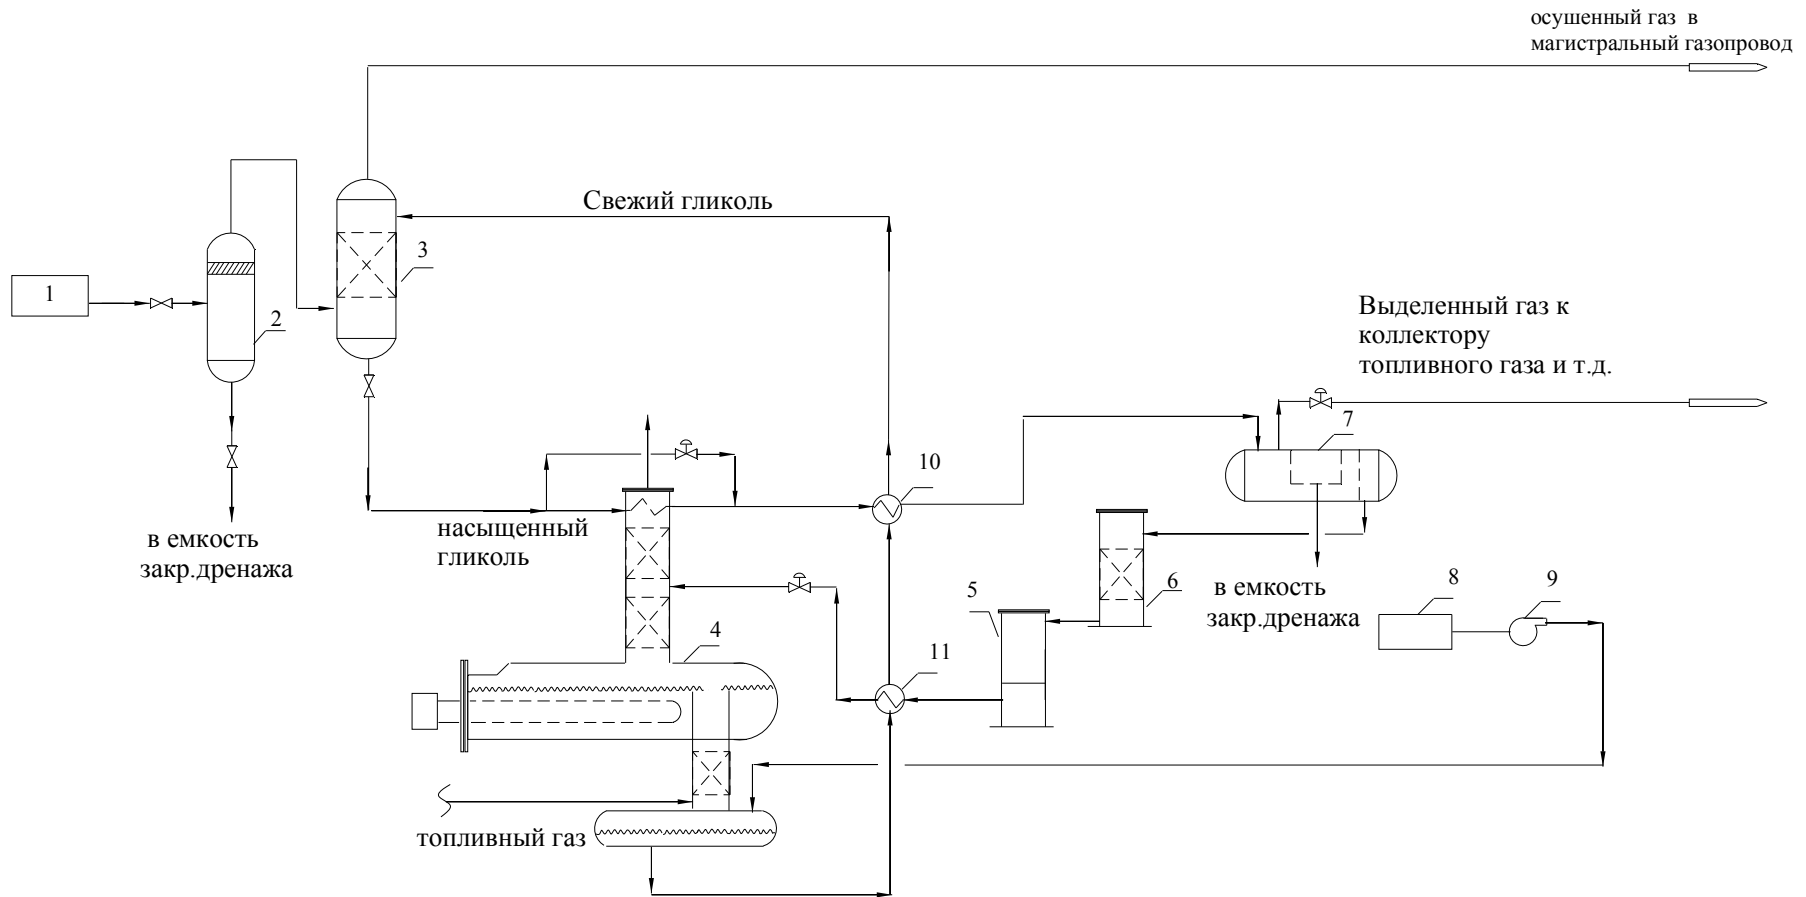 осушенный газ в
магистральный газопровод
Свежий гликоль
3
1
2
Выделенный газ к
коллектору
топливного газа и т.д.
7
10
насыщенный
гликоль
в емкость
закр.дренажа
5
6
в емкость
закр.дренажа
8
9
4
11
топливный газ